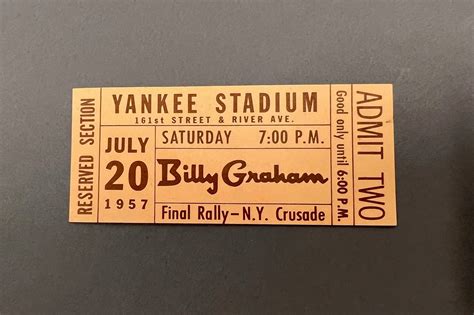 RESERVED SECTION
YANKEE STADIUM
161st STREET & RIVER AVE.
JULY
20
1957
SATURDAY 7:00 P.M.
Billy Graham
Final Rally—N.Y. Crusade
Good only until 6:00 P.M.
ADMIT TWO